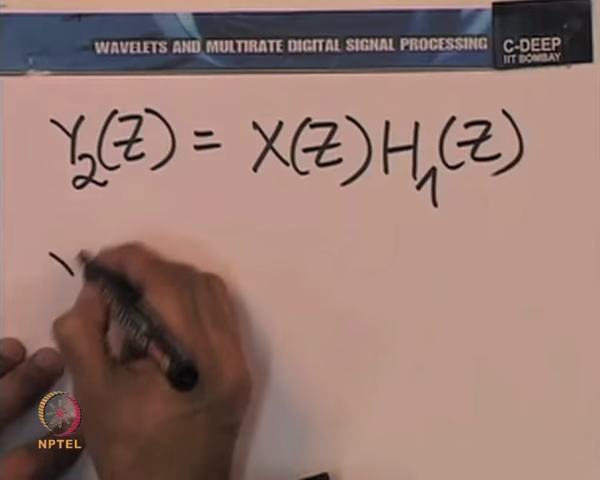 WAVELETS AND MULTIRATE DIGITAL SIGNAL PROCESSING
C-DEEP
IIT BOMBAY
Y₂(Z) = X(Z) H₁(Z)
NPTEL